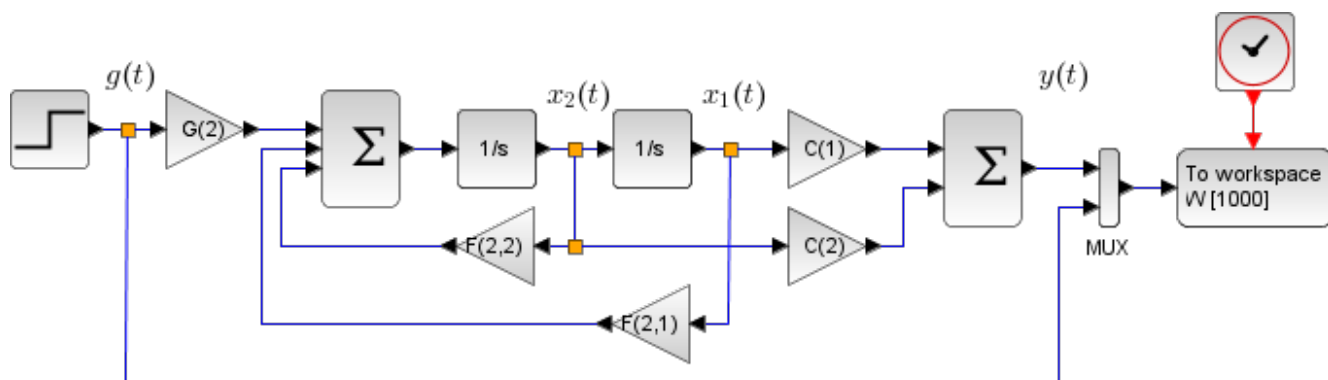 g(t)
x₂(t)
x₁(t)
y(t)
G(2)
Σ
1/s
1/s
C(1)
Σ
To workspace
W [1000]
F(2,2)
C(2)
MUX
F(2,1)